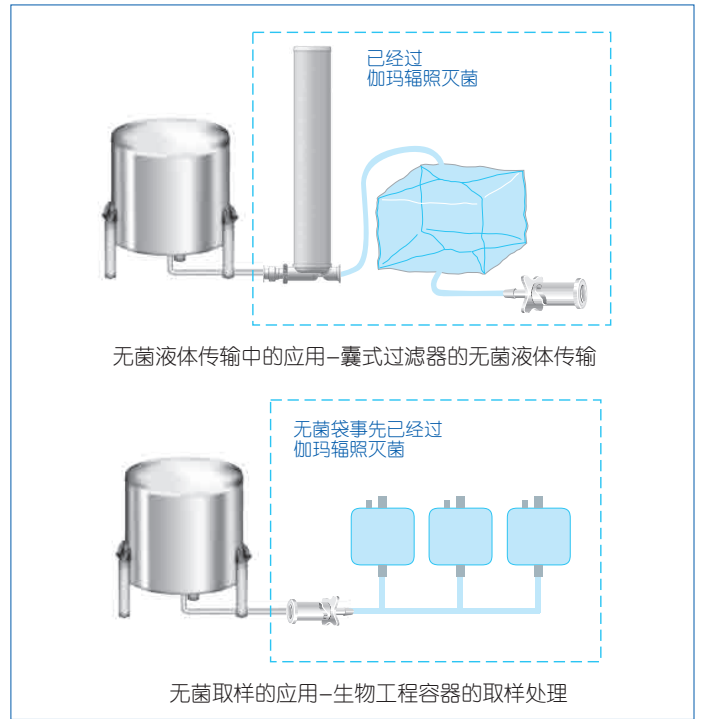 已经过
伽玛辐照灭菌
无菌液体传输中的应用–囊式过滤器的无菌液体传输
无菌袋事先已经过
伽玛辐照灭菌
无菌取样的应用–生物工程容器的取样处理